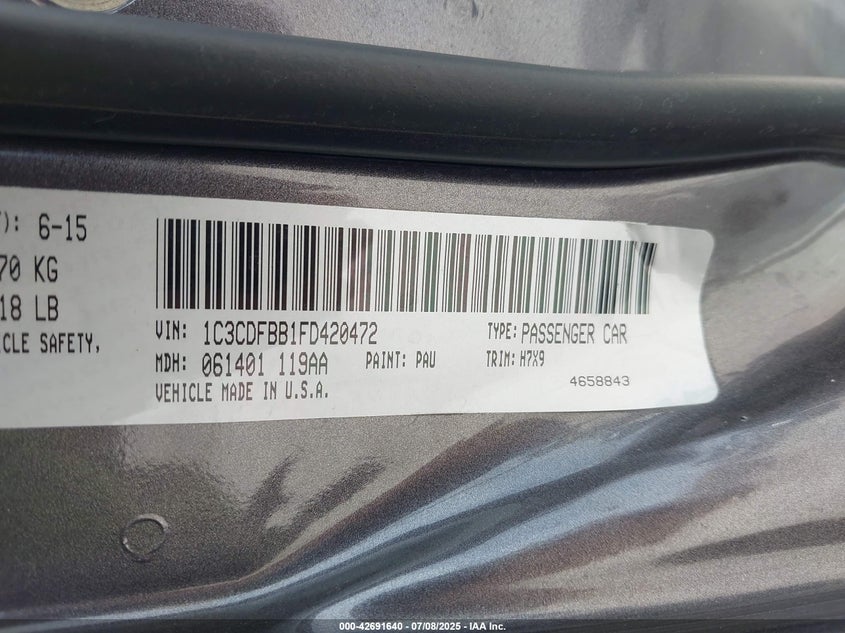 ): 6-15
70 KG
18 LB
ICLE SAFETY,
VIN: 1C3CDFBB1FD420472 TYPE: PASSENGER CAR
MDH: 061401 119AA PAINT: PAU TRIM: H7X9
VEHICLE MADE IN U.S.A. 4658843
000-42691640 | 07/08/2025 | IAA Inc.